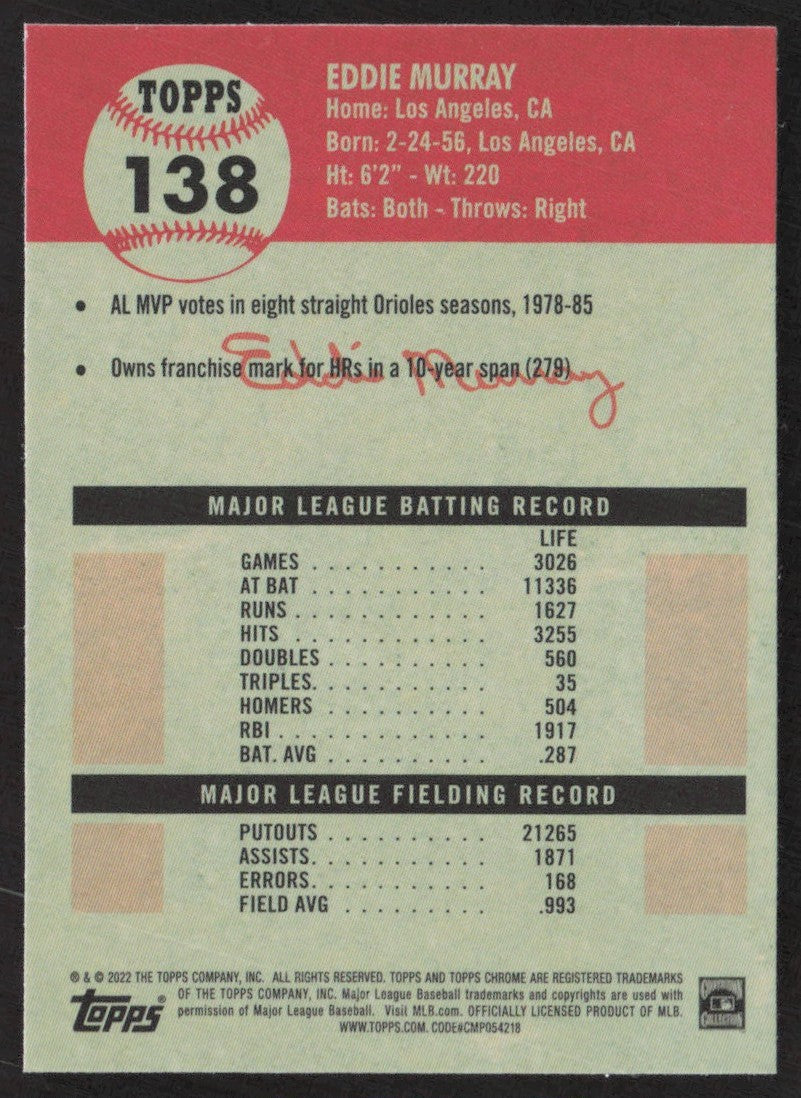 TOPPS
138
EDDIE MURRAY
Home: Los Angeles, CA
Born: 2-24-56, Los Angeles, CA
Ht: 6'2" - Wt: 220
Bats: Both - Throws: Right
• AL MVP votes in eight straight Orioles seasons, 1978-85
• Owns franchise mark for HRs in a 10-year span (279)
Eddie Murray
MAJOR LEAGUE BATTING RECORD
LIFE
GAMES . . . . . . . . . . . 3026
AT BAT . . . . . . . . . . . 11336
RUNS . . . . . . . . . . . . 1627
HITS . . . . . . . . . . . 3255
DOUBLES . . . . . . . . . . 560
TRIPLES. . . . . . . . . . . 35
HOMERS . . . . . . . . . . 504
RBI . . . . . . . . . . . . . 1917
BAT. AVG . . . . . . . . . . .287
MAJOR LEAGUE FIELDING RECORD
PUTOUTS . . . . . . . . . . 21265
ASSISTS. . . . . . . . . . . 1871
ERRORS. . . . . . . . . . . 168
FIELD AVG . . . . . . . . . .993
® & © 2022 THE TOPPS COMPANY, INC. ALL RIGHTS RESERVED. TOPPS AND TOPPS CHROME ARE REGISTERED TRADEMARKS
OF THE TOPPS COMPANY, INC. Major League Baseball trademarks and copyrights are used with
permission of Major League Baseball. Visit MLB.com. OFFICIALLY LICENSED PRODUCT OF MLB.
WWW.TOPPS.COM. CODE#CMP054218
topps®